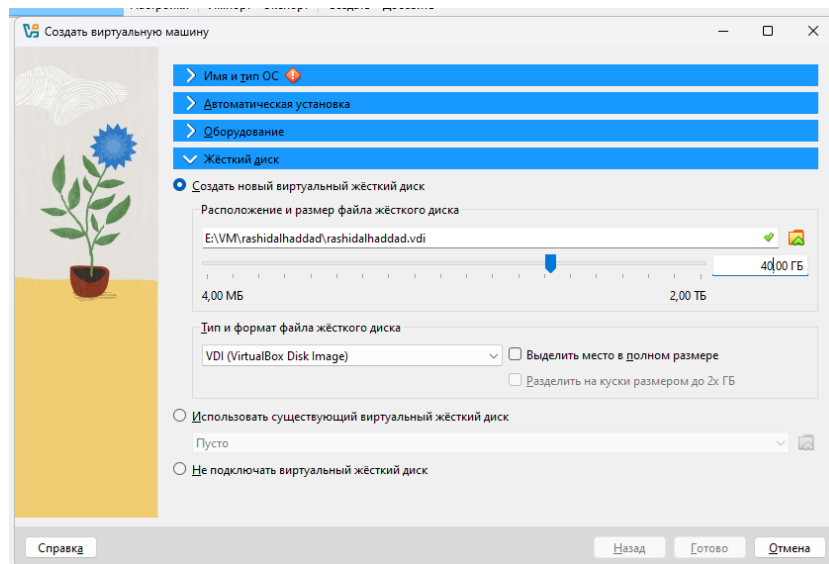 Создать виртуальную машину
Имя и тип ОС
Автоматическая установка
Оборудование
Жёсткий диск
Создать новый виртуальный жёсткий диск
Расположение и размер файла жёсткого диска
E:\VM\rashidalhaddad\rashidalhaddad.vdi
40,00 ГБ
4,00 МБ 2,00 ТБ
Тип и формат файла жёсткого диска
VDI (VirtualBox Disk Image) Выделить место в полном размере
Разделить на куски размером до 2х ГБ
Использовать существующий виртуальный жёсткий диск
Пусто
Не подключать виртуальный жёсткий диск
Справка Назад Готово Отмена